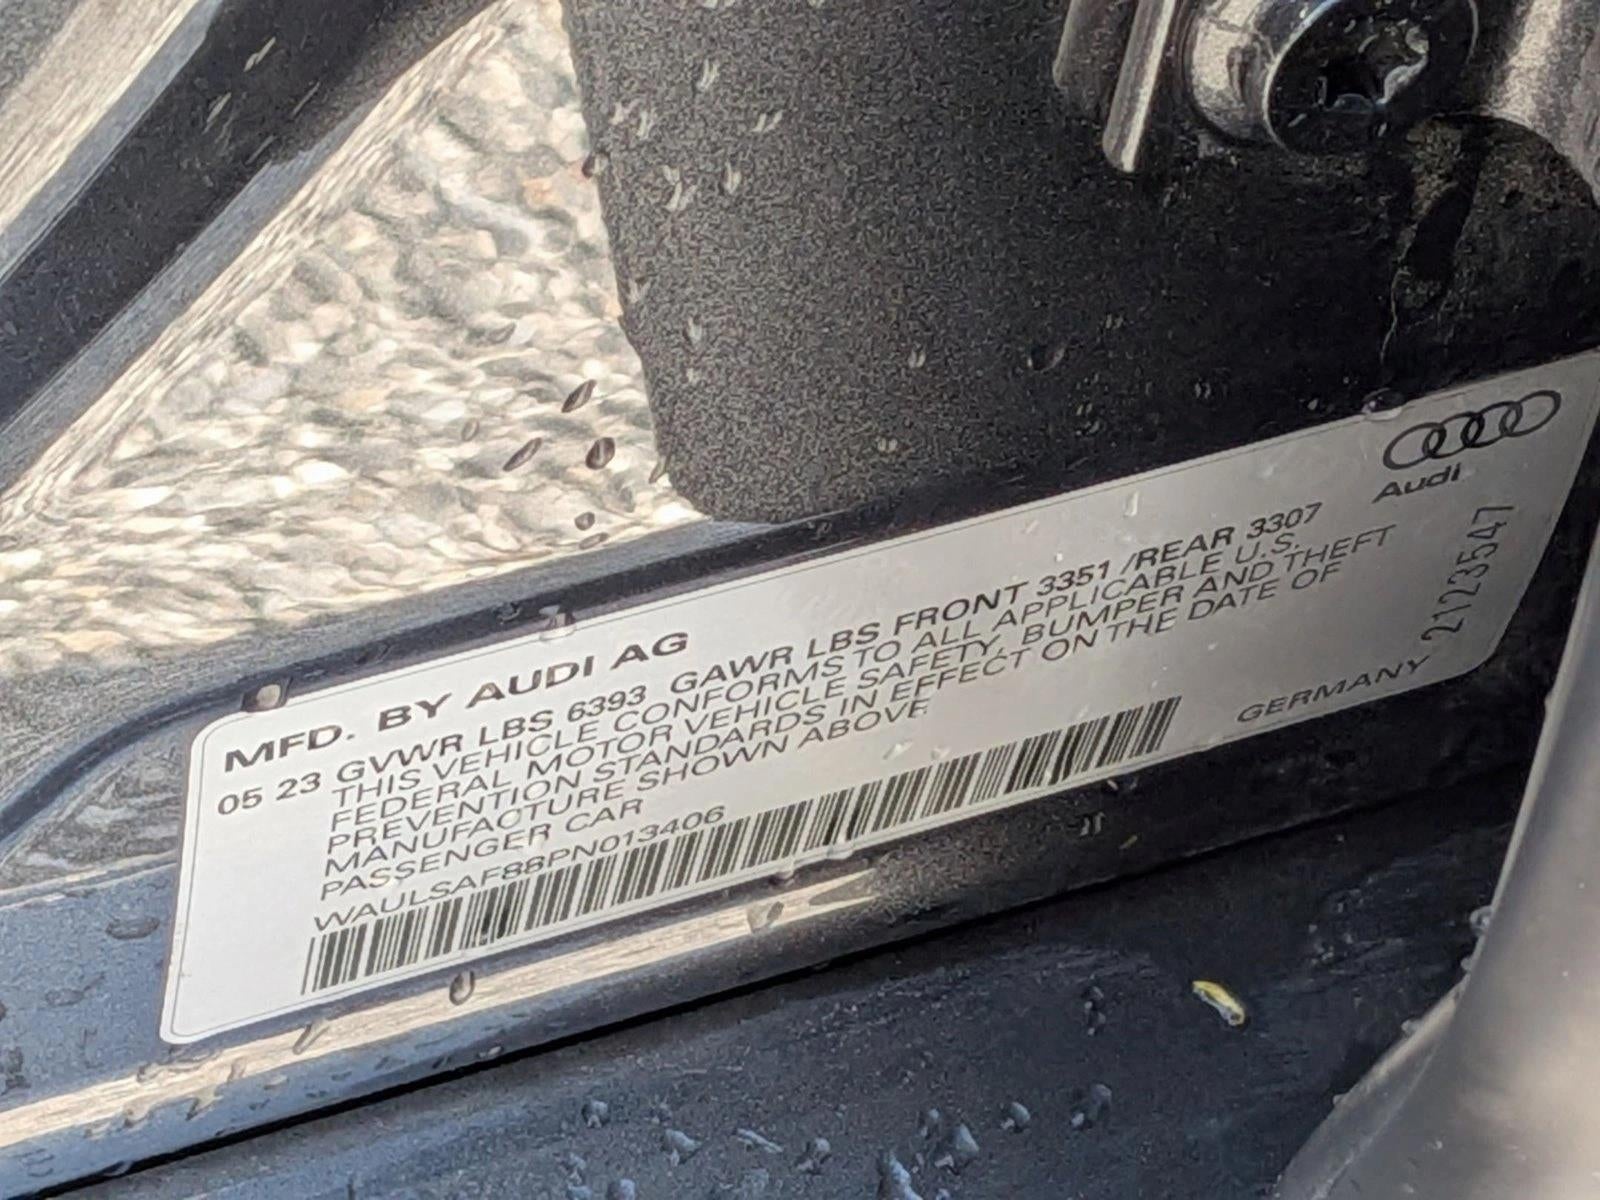 Audi
MFD. BY AUDI AG
05 23 GVWR LBS 6393 GAWR LBS FRONT 3351 /REAR 3307
THIS VEHICLE CONFORMS TO ALL APPLICABLE U.S.
FEDERAL MOTOR VEHICLE SAFETY, BUMPER AND THEFT
PREVENTION STANDARDS IN EFFECT ON THE DATE OF
MANUFACTURE SHOWN ABOVE
PASSENGER CAR
WAULSAF88PN013406
GERMANY
2123547